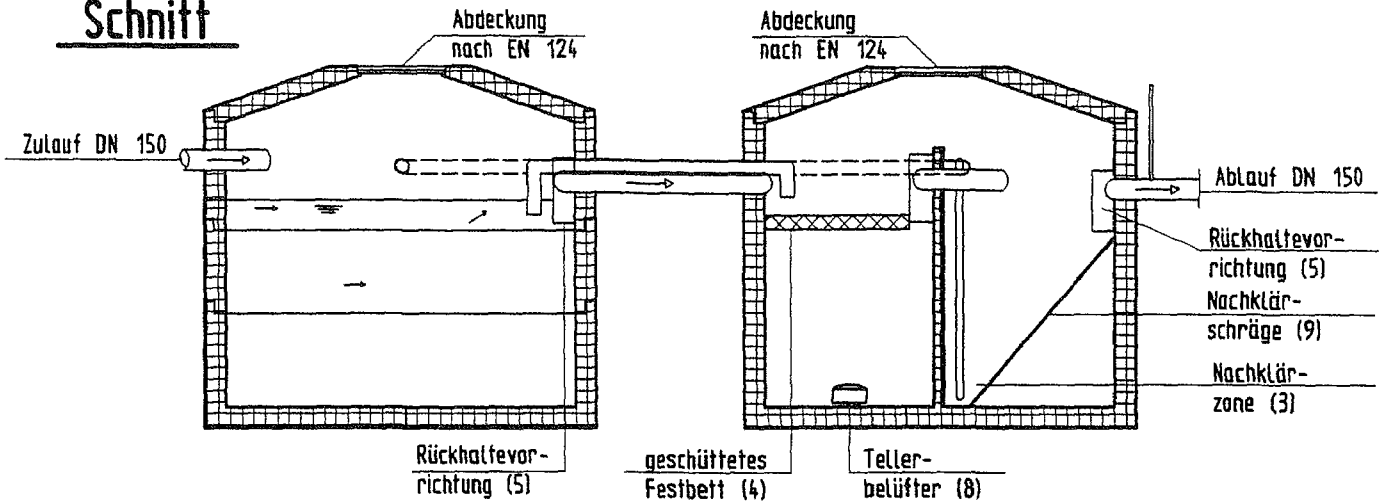 Schnitt
Abdeckung
nach EN 124
Abdeckung
nach EN 124
Zulauf DN 150
Ablauf DN 150
Rückhaltevor-
richtung (5)
Nachklär-
schräge (9)
Nachklär-
zone (3)
Rückhaltevor-
richtung (5)
geschüttetes
Festbett (4)
Teller-
belüfter (8)